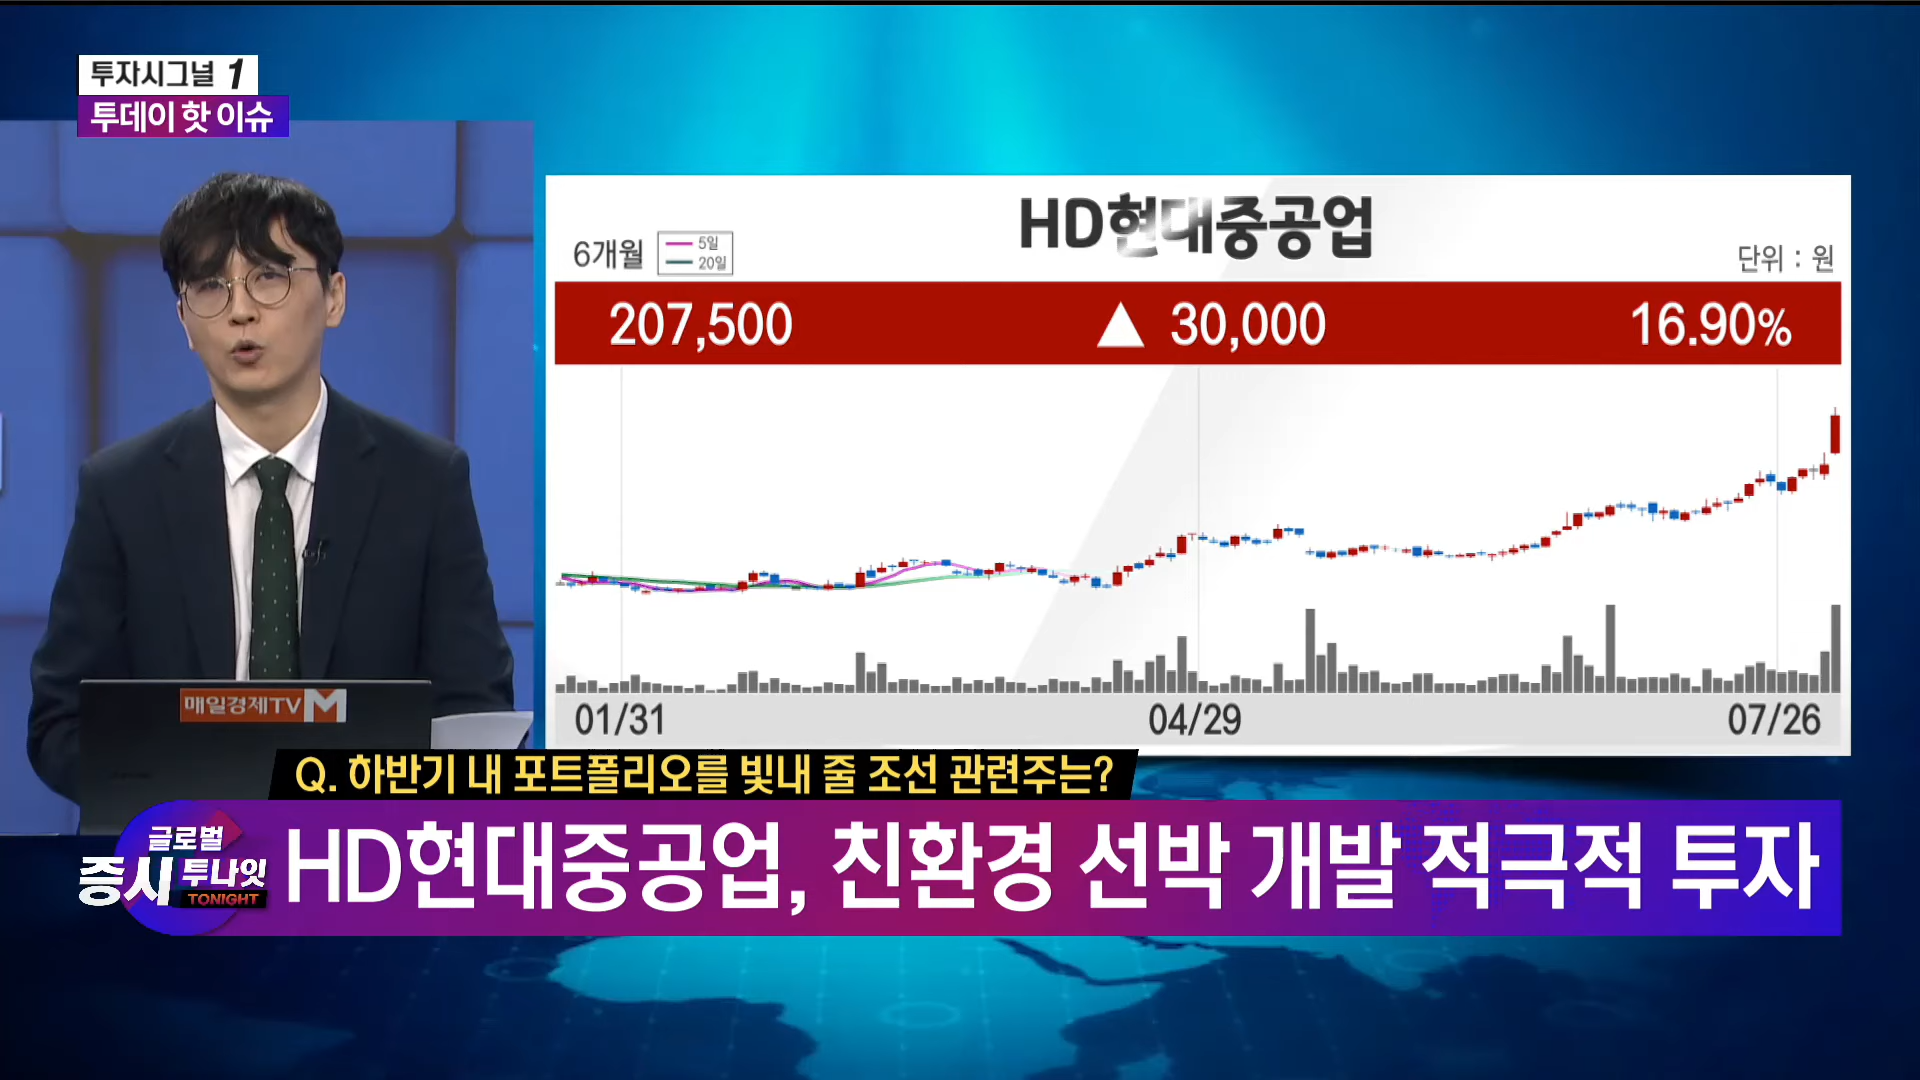 투자시그널 1
투데이 핫 이슈
HD현대중공업
6개월
5일
20일
단위 : 원
207,500 ▲ 30,000 16.90%
01/31 04/29 07/26
매일경제TV M
Q. 하반기 내 포트폴리오를 빛내 줄 조선 관련주는?
글로벌
증시 투나잇
TONIGHT
HD현대중공업, 친환경 선박 개발 적극적 투자